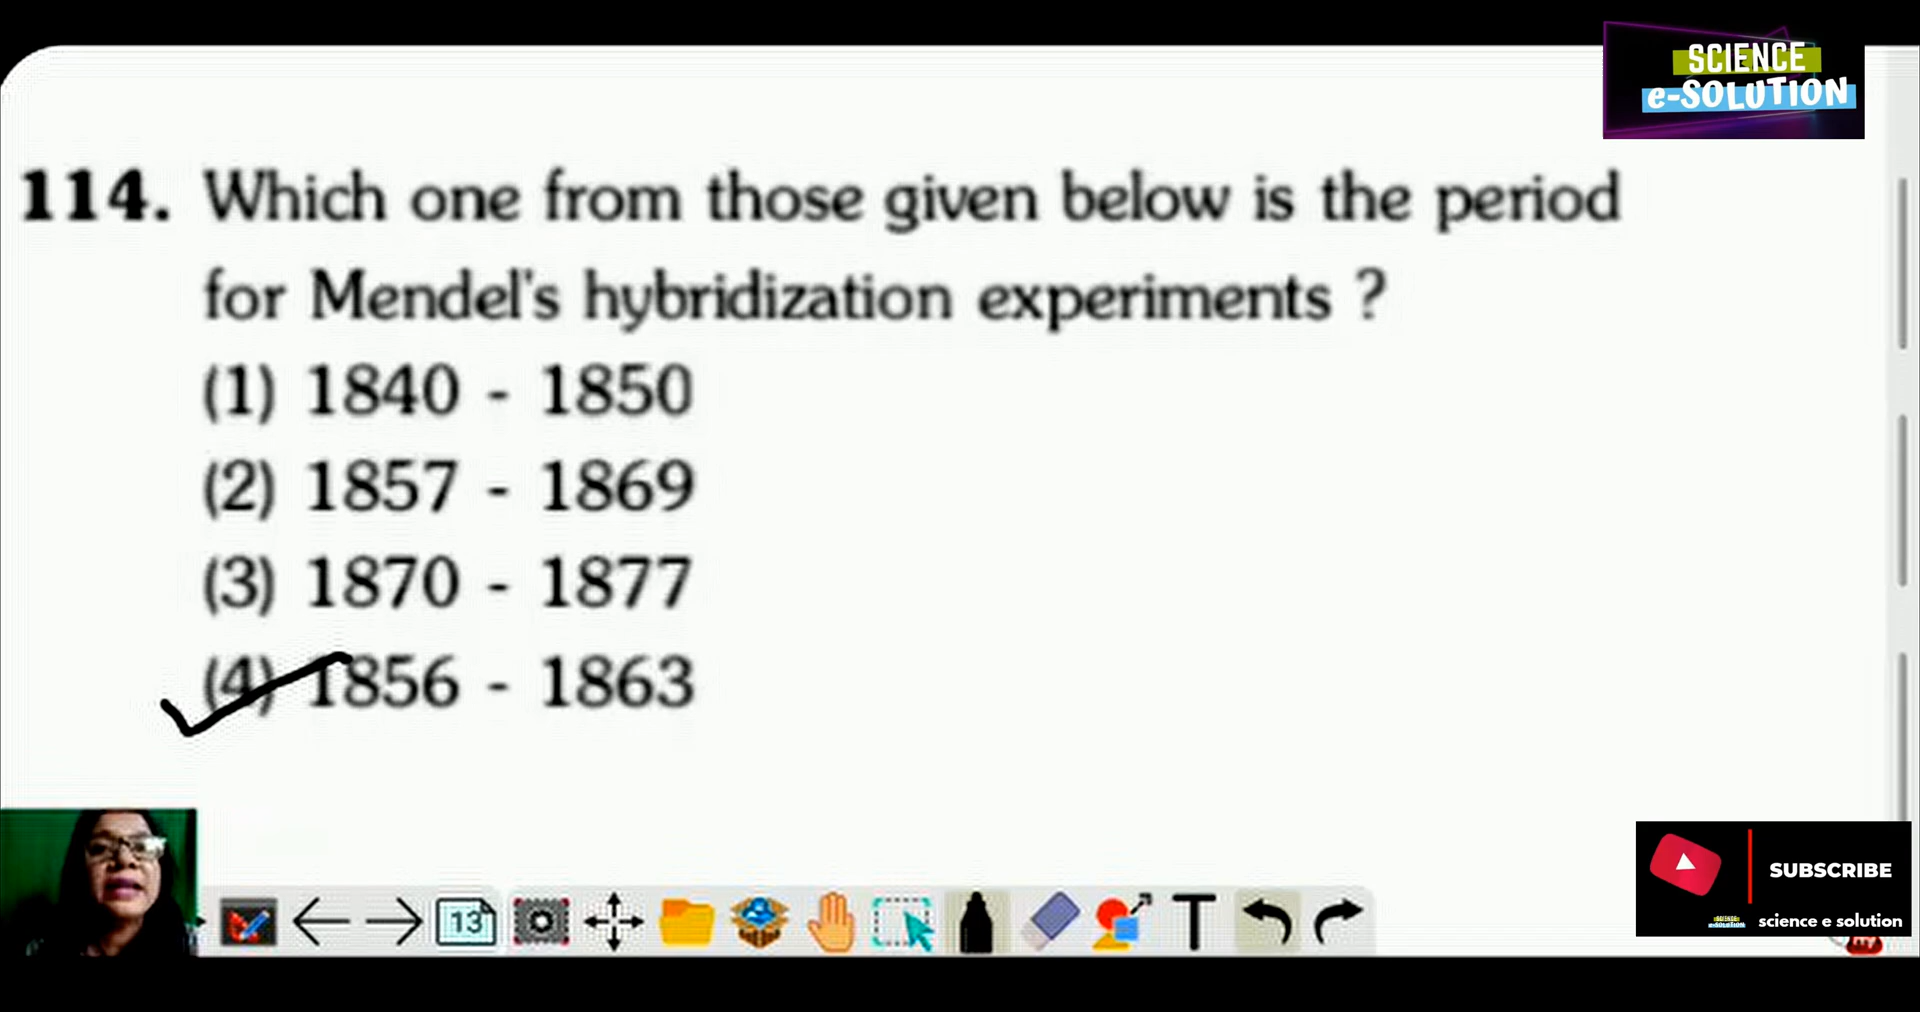 SCIENCE
e-SOLUTION
114. Which one from those given below is the period
for Mendel's hybridization experiments ?
(1) 1840 - 1850
(2) 1857 - 1869
(3) 1870 - 1877
(4) 1856 - 1863
13
T
SUBSCRIBE
science e solution